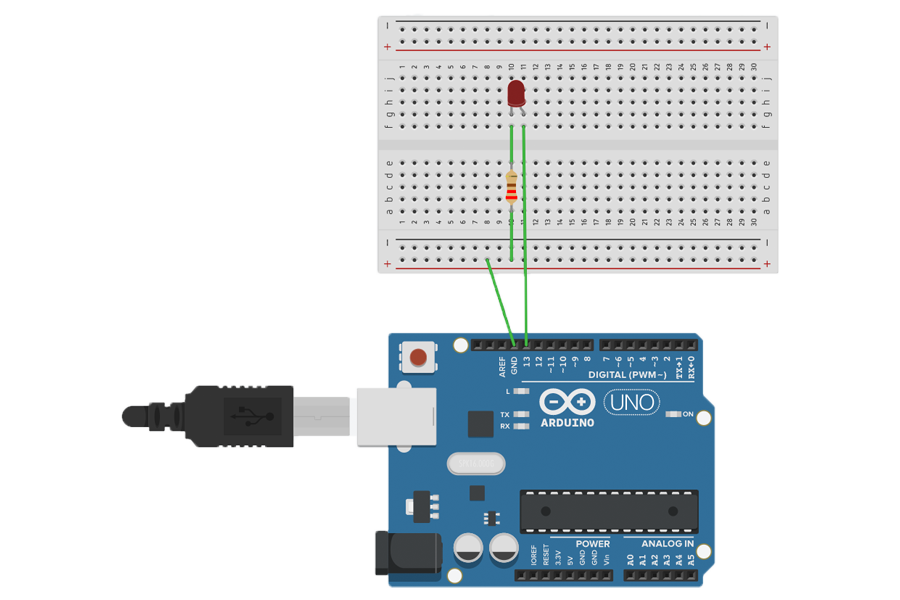 − −
+ +
1 2 3 4 5 6 7 8 9 10 11 12 13 14 15 16 17 18 19 20 21 22 23 24 25 26 27 28 29 30
j j
i i
h h
g g
f f
e e
d d
c c
b b
a a
1 2 3 4 5 6 7 8 9 10 11 12 13 14 15 16 17 18 19 20 21 22 23 24 25 26 27 28 29 30
− −
+ +
AREF GND 13 12 ~11 ~10 ~9 8 7 ~6 ~5 4 ~3 2 TX→1 RX←0
DIGITAL (PWM~)
L
TX
RX
ARDUINO
UNO
ON
POWER
ANALOG IN
IOREF RESET 3.3V 5V GND GND Vin A0 A1 A2 A3 A4 A5